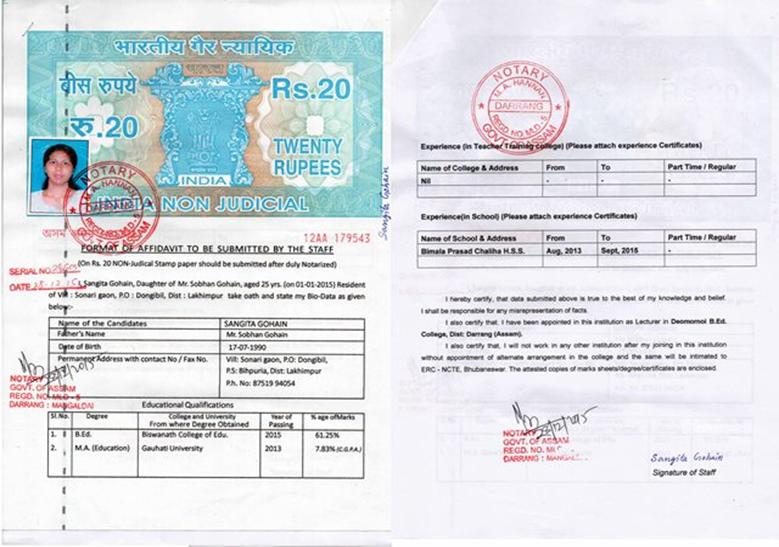 भारतीय गैर न्यायिक
बीस रुपये
Rs.20
रु.20
TWENTY
RUPEES
INDIA
INDIA NON JUDICIAL
NOTARY
M.A. HANNAN
DARRANG
REGD.NO.MLD-5
GOVT OF ASSAM
Sangita Gohain
12AA 179543
FORMAT OF AFFIDAVIT TO BE SUBMITTED BY THE STAFF
(On Rs. 20 NON-Judical Stamp paper should be submitted after duly Notarized)
SERIAL NO.
DATE 28.12.15
I, Sangita Gohain, Daughter of Mr. Sobhan Gohain, aged 25 yrs. (on 01-01-2015) Resident
of Vill : Sonari gaon, P.O : Dongibil, Dist : Lakhimpur take oath and state my Bio-Data as given
below:-
Name of the Candidates SANGITA GOHAIN
Father's Name Mr. Sobhan Gohain
Date of Birth 17-07-1990
Permanent Address with contact No / Fax No. Vill: Sonari gaon, P.O: Dongibil,
P.S: Bihpuria, Dist: Lakhimpur
P.h. No: 87519 94054
28/12/2015
NOTARY
GOVT. OF ASSAM
REGD. NO. MLD - 5
DARRANG : MANGALDAI
Educational Qualifications
Sl.No. Degree College and University From where Degree Obtained Year of Passing % age of Marks
1. B.Ed. Biswanath College of Edu. 2015 61.25%
2. M.A. (Education) Gauhati University 2013 7.83% (C.G.P.A.)
NOTARY
M.A. HANNAN
DARRANG
REGD.NO.MLD-5
GOVT OF ASSAM
Experience (in Teacher Training college) (Please attach experience Certificates)
Name of College & Address From To Part Time / Regular
Nil - - -
Experience(in School) (Please attach experience Certificates)
Name of School & Address From To Part Time / Regular
Bimala Prasad Chaliha H.S.S. Aug, 2013 Sept, 2015 -
I hereby certify, that data submitted above is true to the best of my knowledge and belief.
I shall be responsible for any misrepresentation of facts.
I also certify that, I have been appointed in this institution as Lecturer in Deomornoi B.Ed.
College, Dist: Darrang (Assam).
I also certify that, I will not work in any other institution after my joining in this institution
without appointment of alternate arrangement in the college and the same will be intimated to
ERC - NCTE, Bhubaneswar. The attested copies of marks sheets/degree/certificates are enclosed.
28/12/2015
NOTARY
GOVT. OF ASSAM
REGD. NO. ML
DARRANG : MANGAL
Sangita Gohain
Signature of Staff